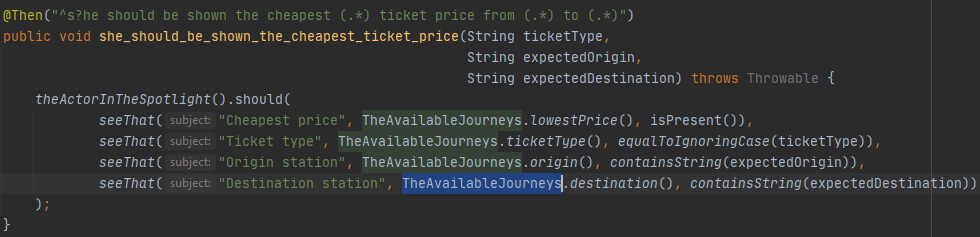 @Then("^s?he should be shown the cheapest (.*) ticket price from (.*) to (.*)")
public void she_should_be_shown_the_cheapest_ticket_price(String ticketType,
String expectedOrigin,
String expectedDestination) throws Throwable {
theActorInTheSpotlight().should(
seeThat( subject: "Cheapest price", TheAvailableJourneys.lowestPrice(), isPresent()),
seeThat( subject: "Ticket type", TheAvailableJourneys.ticketType(), equalToIgnoringCase(ticketType)),
seeThat( subject: "Origin station", TheAvailableJourneys.origin(), containsString(expectedOrigin)),
seeThat( subject: "Destination station", TheAvailableJourneys.destination(), containsString(expectedDestination))
);
}